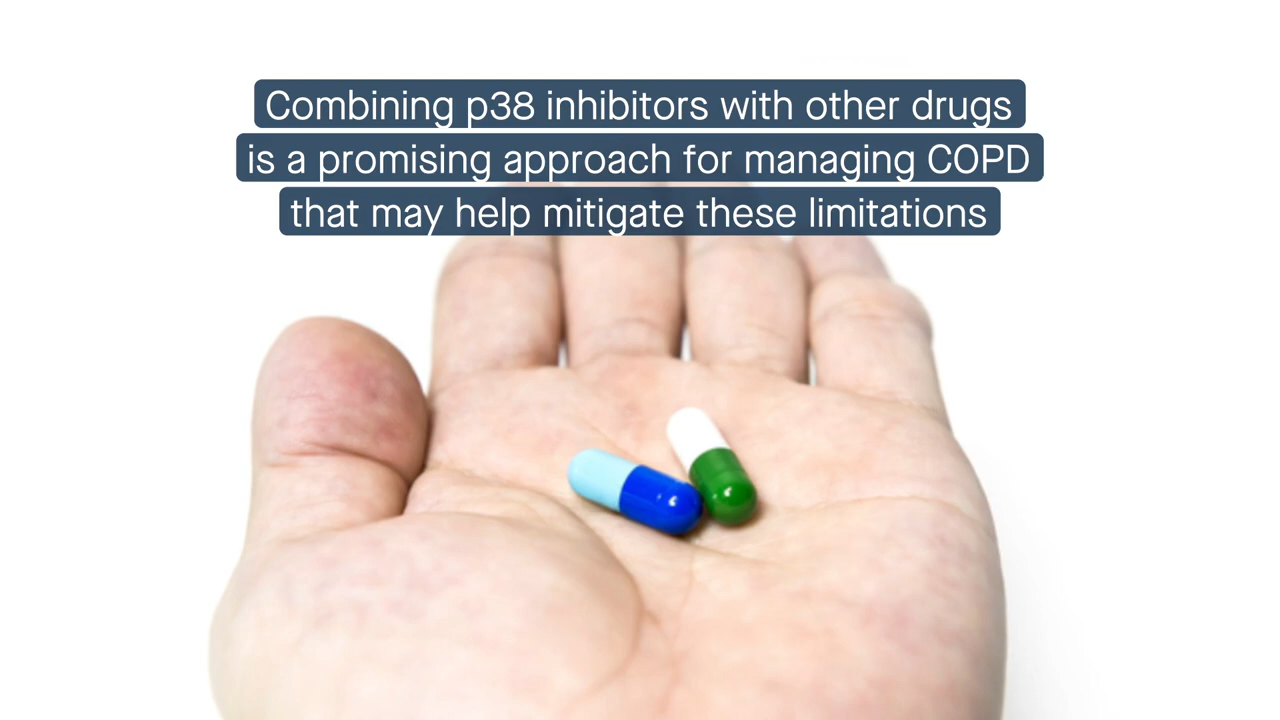 Combining p38 inhibitors with other drugs
is a promising approach for managing COPD
that may help mitigate these limitations